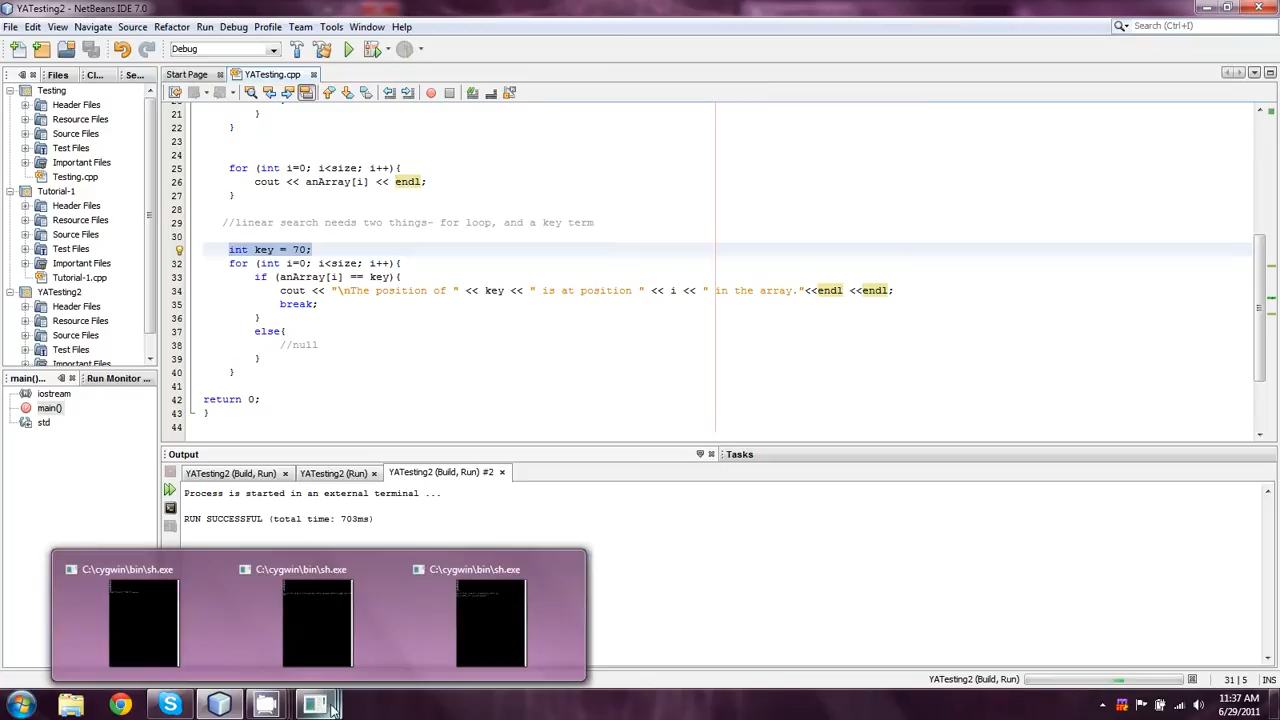 YATesting2 - NetBeans IDE 7.0
File Edit View Navigate Source Refactor Run Debug Profile Team Tools Window Help
Search (Ctrl+I)
Debug
Files Cl... Se...
Start Page YATesting.cpp
Testing
Header Files
Resource Files
Source Files
Test Files
Important Files
Testing.cpp
Tutorial-1
Header Files
Resource Files
Source Files
Test Files
Important Files
Tutorial-1.cpp
YATesting2
Header Files
Resource Files
Source Files
Test Files
Important Files
main()... Run Monitor ...
iostream
main()
std
21 }
22 }
23
24
25 for (int i=0; i<size; i++){
26 cout << anArray[i] << endl;
27 }
28
29 //linear search needs two things- for loop, and a key term
30
int key = 70;
32 for (int i=0; i<size; i++){
33 if (anArray[i] == key){
34 cout << "\nThe position of " << key << " is at position " << i << " in the array."<<endl <<endl;
35 break;
36 }
37 else{
38 //null
39 }
40 }
41
42 return 0;
43 }
44
Output Tasks
YATesting2 (Build, Run) YATesting2 (Run) YATesting2 (Build, Run) #2
Process is started in an external terminal ...
RUN SUCCESSFUL (total time: 703ms)
C:\cygwin\bin\sh.exe C:\cygwin\bin\sh.exe C:\cygwin\bin\sh.exe
YATesting2 (Build, Run) 31 | 5 INS
11:37 AM
6/29/2011